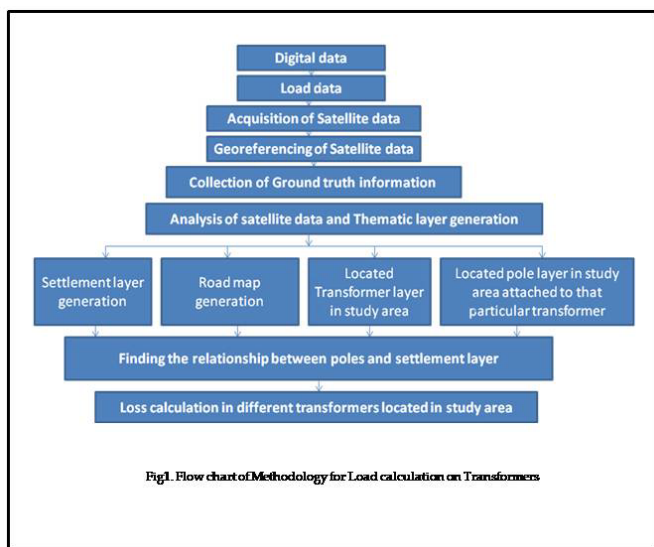 Digital data
Load data
Acquisition of Satellite data
Georeferencing of Satellite data
Collection of Ground truth information
Analysis of satellite data and Thematic layer generation
Settlement layer
generation
Road map
generation
Located
Transformer layer
in study area
Located pole layer in study
area attached to that
particular transformer
Finding the relationship between poles and settlement layer
Loss calculation in different transformers located in study area
Fig1. Flow chart of Methodology for Load calculation on Transformers